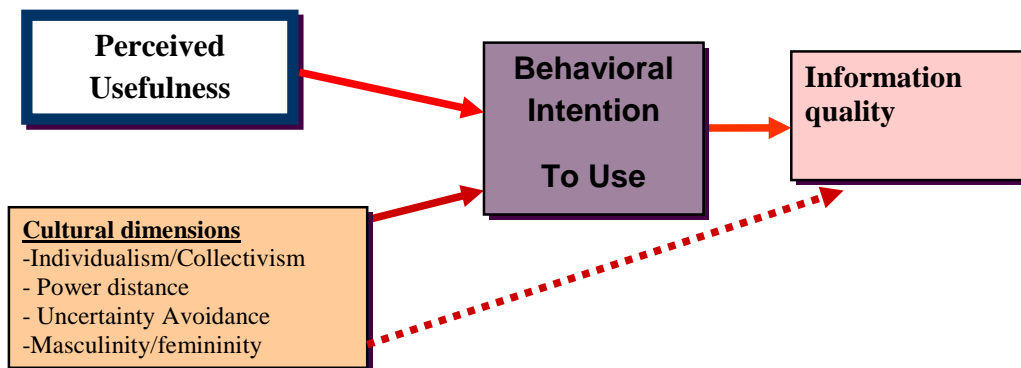 Perceived
Usefulness
Behavioral
Intention
To Use
Information
quality
Cultural dimensions
-Individualism/Collectivism
- Power distance
- Uncertainty Avoidance
-Masculinity/femininity